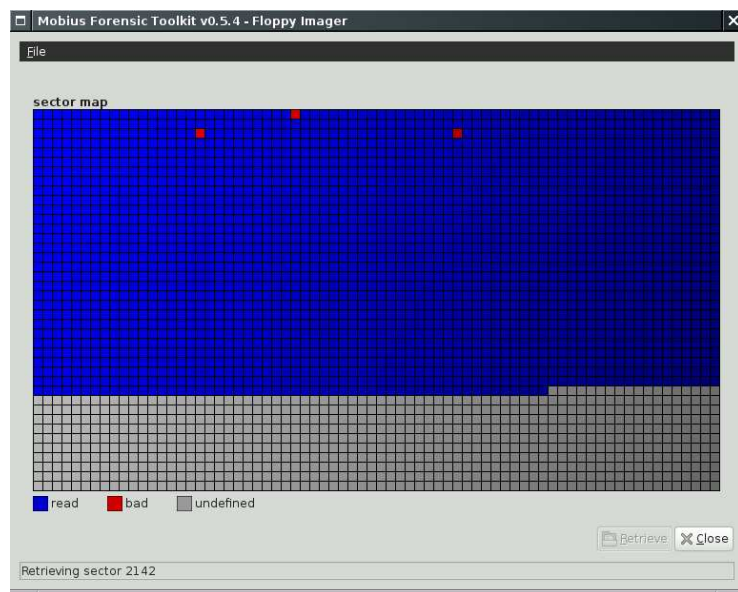 Mobius Forensic Toolkit v0.5.4 - Floppy Imager
File
sector map
read bad undefined
Retrieve Close
Retrieving sector 2142